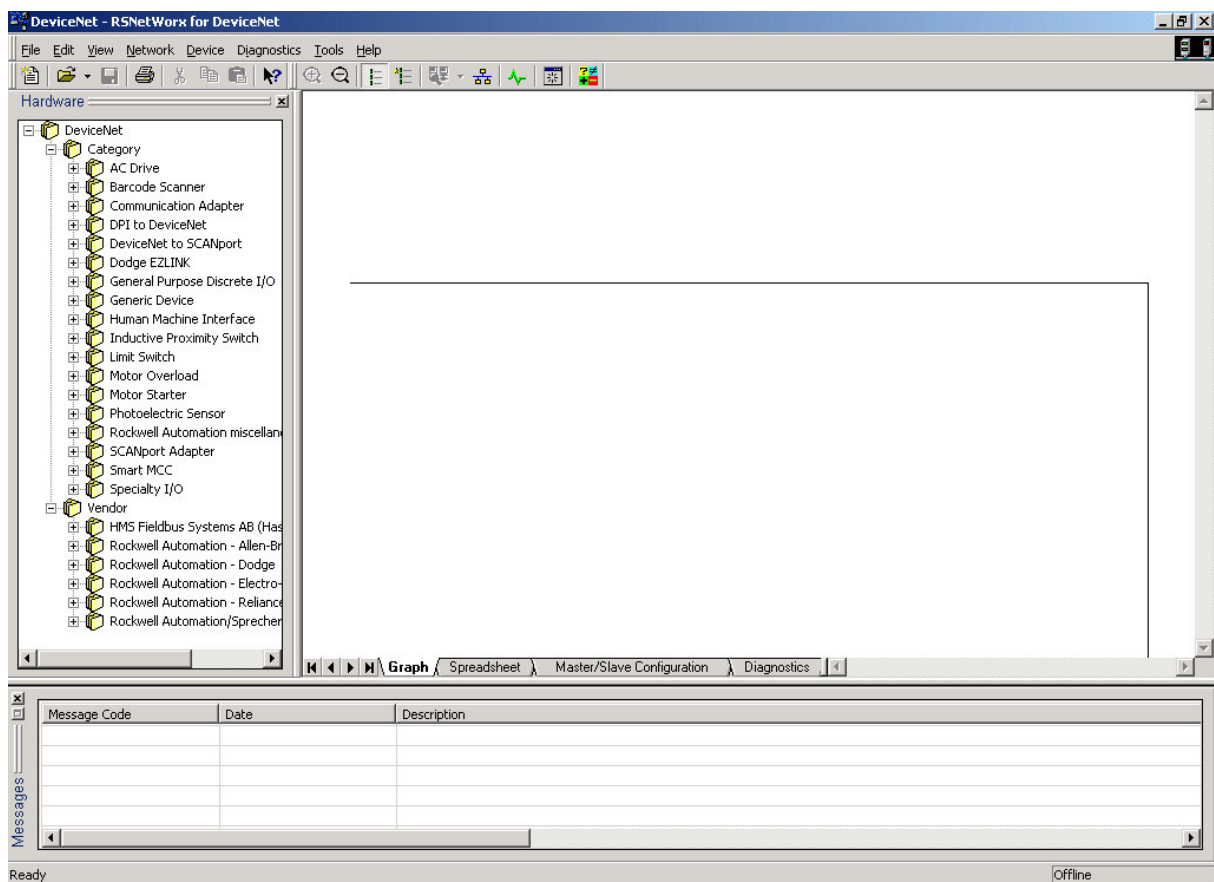 DeviceNet - RSNetWorx for DeviceNet
File Edit View Network Device Diagnostics Tools Help
Hardware
DeviceNet
Category
AC Drive
Barcode Scanner
Communication Adapter
DPI to DeviceNet
DeviceNet to SCANport
Dodge EZLINK
General Purpose Discrete I/O
Generic Device
Human Machine Interface
Inductive Proximity Switch
Limit Switch
Motor Overload
Motor Starter
Photoelectric Sensor
Rockwell Automation miscellan
SCANport Adapter
Smart MCC
Specialty I/O
Vendor
HMS Fieldbus Systems AB (Has
Rockwell Automation - Allen-Br
Rockwell Automation - Dodge
Rockwell Automation - Electro-
Rockwell Automation - Reliance
Rockwell Automation/Sprecher
Graph Spreadsheet Master/Slave Configuration Diagnostics
Messages
Message Code Date Description
Ready Offline